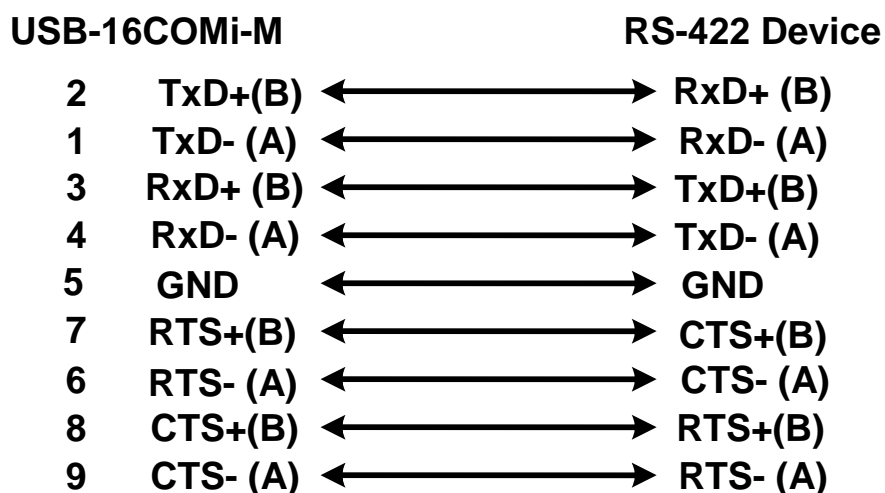 USB-16COMi-M RS-422 Device
2 TxD+(B) RxD+ (B)
1 TxD- (A) RxD- (A)
3 RxD+ (B) TxD+(B)
4 RxD- (A) TxD- (A)
5 GND GND
7 RTS+(B) CTS+(B)
6 RTS- (A) CTS- (A)
8 CTS+(B) RTS+(B)
9 CTS- (A) RTS- (A)